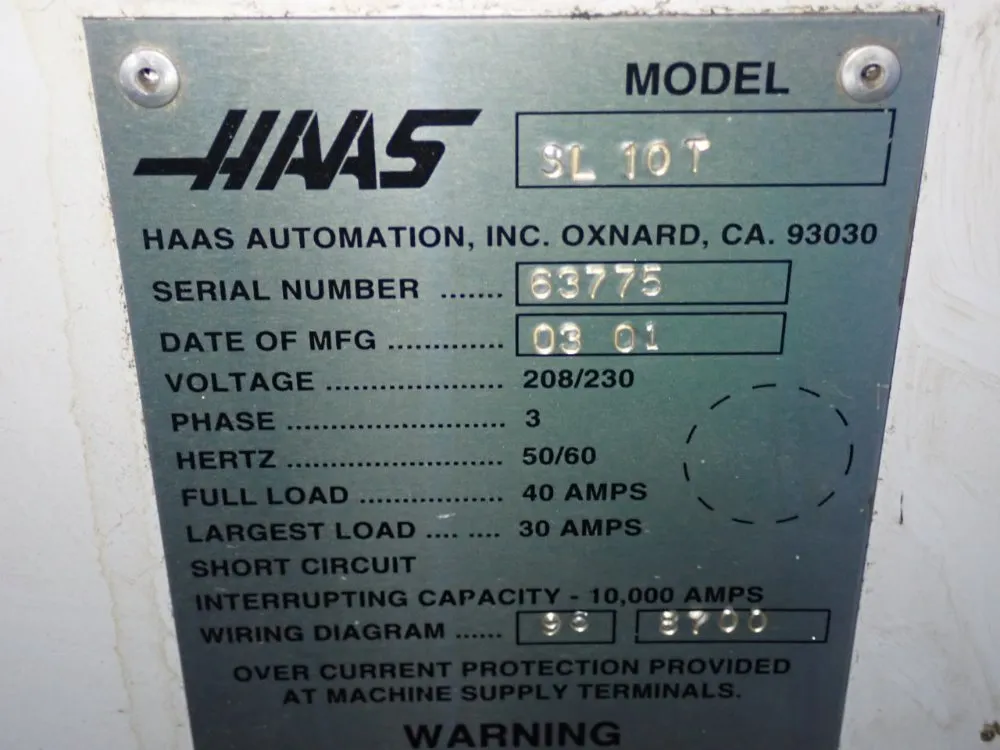 MODEL
HAAS SL 10T
HAAS AUTOMATION, INC. OXNARD, CA. 93030
SERIAL NUMBER ....... 63775
DATE OF MFG ............. 03 01
VOLTAGE .................... 208/230
PHASE ......................... 3
HERTZ ......................... 50/60
FULL LOAD ................ 40 AMPS
LARGEST LOAD .... .... 30 AMPS
SHORT CIRCUIT
INTERRUPTING CAPACITY - 10,000 AMPS
WIRING DIAGRAM ...... 96 8700
OVER CURRENT PROTECTION PROVIDED
AT MACHINE SUPPLY TERMINALS.
WARNING